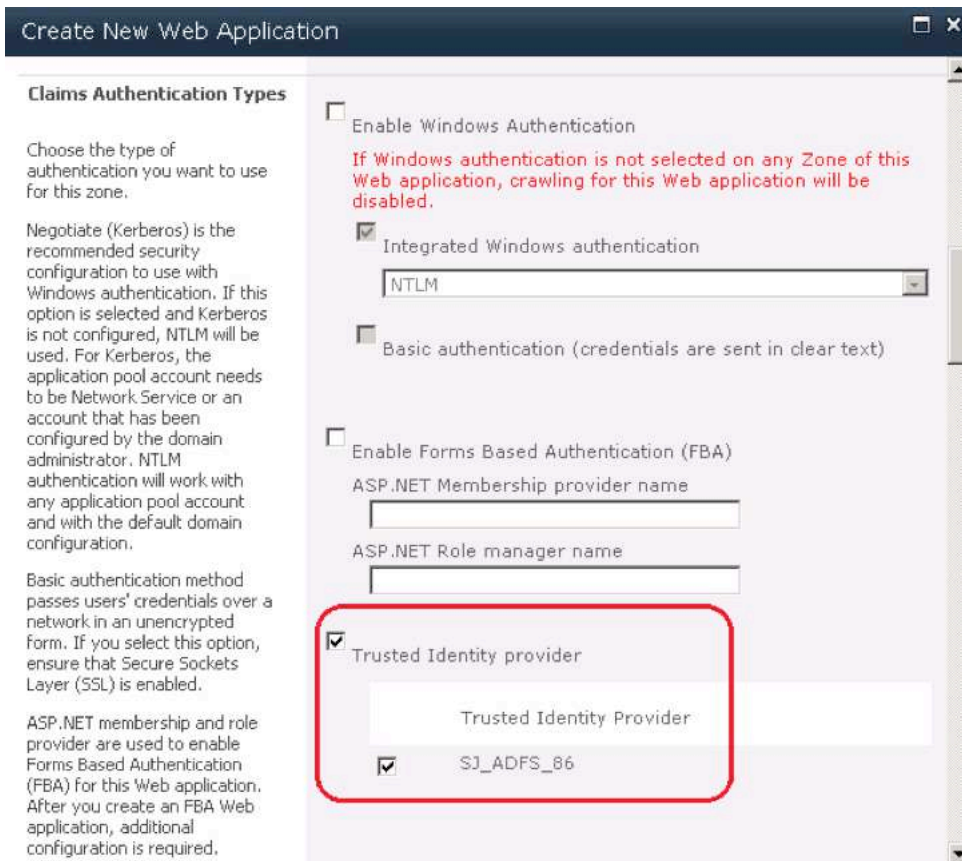 Create New Web Application
Claims Authentication Types
Choose the type of
authentication you want to use
for this zone.
Negotiate (Kerberos) is the
recommended security
configuration to use with
Windows authentication. If this
option is selected and Kerberos
is not configured, NTLM will be
used. For Kerberos, the
application pool account needs
to be Network Service or an
account that has been
configured by the domain
administrator. NTLM
authentication will work with
any application pool account
and with the default domain
configuration.
Basic authentication method
passes users' credentials over a
network in an unencrypted
form. If you select this option,
ensure that Secure Sockets
Layer (SSL) is enabled.
ASP.NET membership and role
provider are used to enable
Forms Based Authentication
(FBA) for this Web application.
After you create an FBA Web
application, additional
configuration is required.
Enable Windows Authentication
If Windows authentication is not selected on any Zone of this
Web application, crawling for this Web application will be
disabled.
Integrated Windows authentication
NTLM
Basic authentication (credentials are sent in clear text)
Enable Forms Based Authentication (FBA)
ASP.NET Membership provider name
ASP.NET Role manager name
Trusted Identity provider
Trusted Identity Provider
SJ_ADFS_86